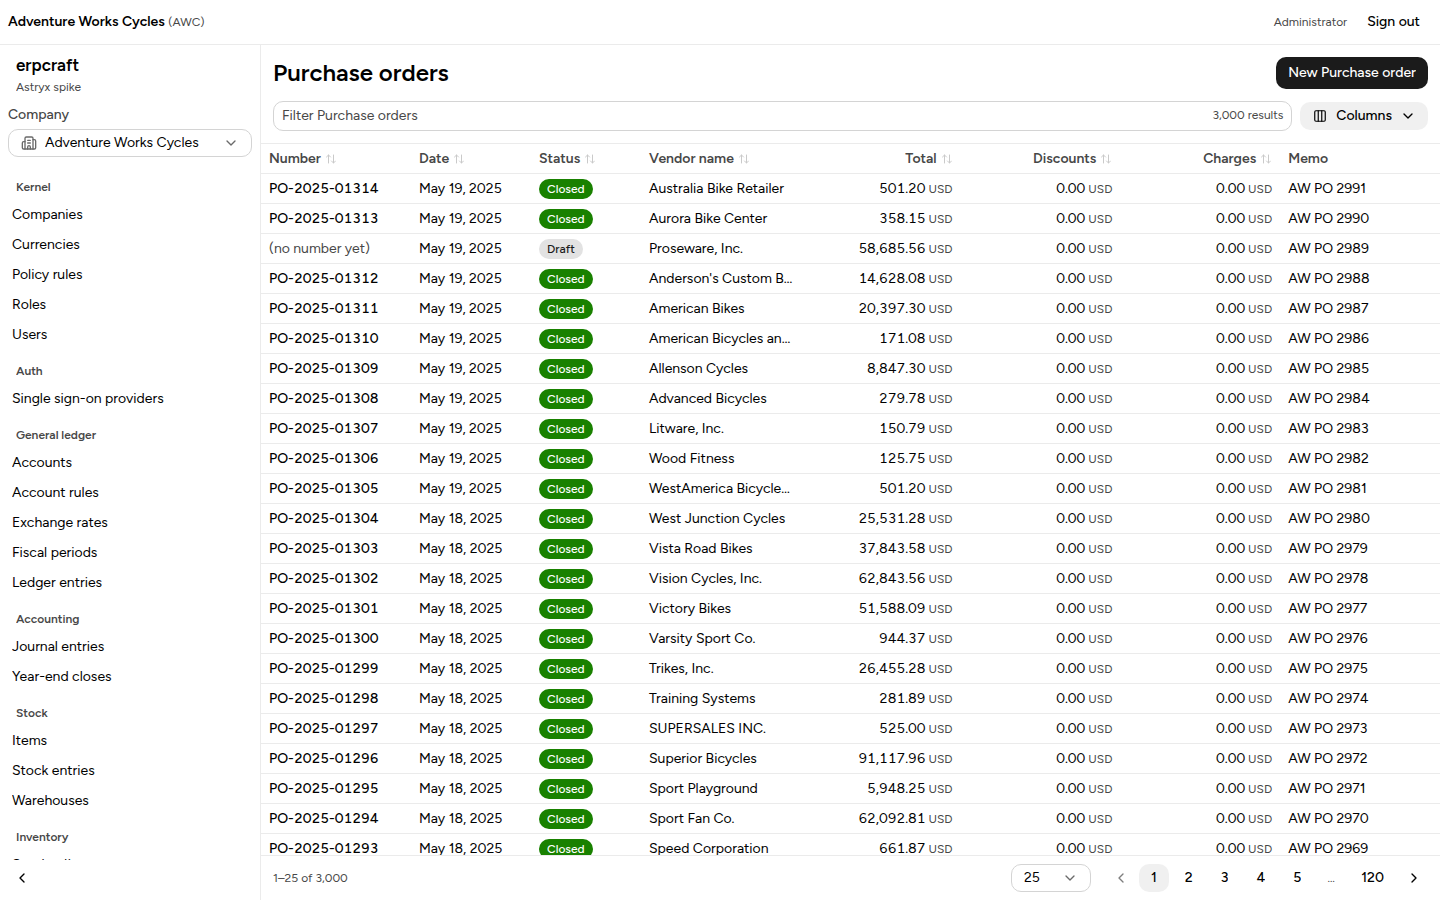 Adventure Works Cycles (AWC)
Administrator
Sign out
erpcraft
Astryx spike
Company
Adventure Works Cycles
Kernel
Companies
Currencies
Policy rules
Roles
Users
Auth
Single sign-on providers
General ledger
Accounts
Account rules
Exchange rates
Fiscal periods
Ledger entries
Accounting
Journal entries
Year-end closes
Stock
Items
Stock entries
Warehouses
Inventory
Purchase orders
New Purchase order
Filter Purchase orders 3,000 results
Columns
Number Date Status Vendor name Total Discounts Charges Memo
PO-2025-01314 May 19, 2025 Closed Australia Bike Retailer 501.20 USD 0.00 USD 0.00 USD AW PO 2991
PO-2025-01313 May 19, 2025 Closed Aurora Bike Center 358.15 USD 0.00 USD 0.00 USD AW PO 2990
(no number yet) May 19, 2025 Draft Proseware, Inc. 58,685.56 USD 0.00 USD 0.00 USD AW PO 2989
PO-2025-01312 May 19, 2025 Closed Anderson's Custom B... 14,628.08 USD 0.00 USD 0.00 USD AW PO 2988
PO-2025-01311 May 19, 2025 Closed American Bikes 20,397.30 USD 0.00 USD 0.00 USD AW PO 2987
PO-2025-01310 May 19, 2025 Closed American Bicycles an... 171.08 USD 0.00 USD 0.00 USD AW PO 2986
PO-2025-01309 May 19, 2025 Closed Allenson Cycles 8,847.30 USD 0.00 USD 0.00 USD AW PO 2985
PO-2025-01308 May 19, 2025 Closed Advanced Bicycles 279.78 USD 0.00 USD 0.00 USD AW PO 2984
PO-2025-01307 May 19, 2025 Closed Litware, Inc. 150.79 USD 0.00 USD 0.00 USD AW PO 2983
PO-2025-01306 May 19, 2025 Closed Wood Fitness 125.75 USD 0.00 USD 0.00 USD AW PO 2982
PO-2025-01305 May 19, 2025 Closed WestAmerica Bicycle... 501.20 USD 0.00 USD 0.00 USD AW PO 2981
PO-2025-01304 May 18, 2025 Closed West Junction Cycles 25,531.28 USD 0.00 USD 0.00 USD AW PO 2980
PO-2025-01303 May 18, 2025 Closed Vista Road Bikes 37,843.58 USD 0.00 USD 0.00 USD AW PO 2979
PO-2025-01302 May 18, 2025 Closed Vision Cycles, Inc. 62,843.56 USD 0.00 USD 0.00 USD AW PO 2978
PO-2025-01301 May 18, 2025 Closed Victory Bikes 51,588.09 USD 0.00 USD 0.00 USD AW PO 2977
PO-2025-01300 May 18, 2025 Closed Varsity Sport Co. 944.37 USD 0.00 USD 0.00 USD AW PO 2976
PO-2025-01299 May 18, 2025 Closed Trikes, Inc. 26,455.28 USD 0.00 USD 0.00 USD AW PO 2975
PO-2025-01298 May 18, 2025 Closed Training Systems 281.89 USD 0.00 USD 0.00 USD AW PO 2974
PO-2025-01297 May 18, 2025 Closed SUPERSALES INC. 525.00 USD 0.00 USD 0.00 USD AW PO 2973
PO-2025-01296 May 18, 2025 Closed Superior Bicycles 91,117.96 USD 0.00 USD 0.00 USD AW PO 2972
PO-2025-01295 May 18, 2025 Closed Sport Playground 5,948.25 USD 0.00 USD 0.00 USD AW PO 2971
PO-2025-01294 May 18, 2025 Closed Sport Fan Co. 62,092.81 USD 0.00 USD 0.00 USD AW PO 2970
PO-2025-01293 May 18, 2025 Closed Speed Corporation 661.87 USD 0.00 USD 0.00 USD AW PO 2969
1–25 of 3,000
25
1 2 3 4 5 ... 120